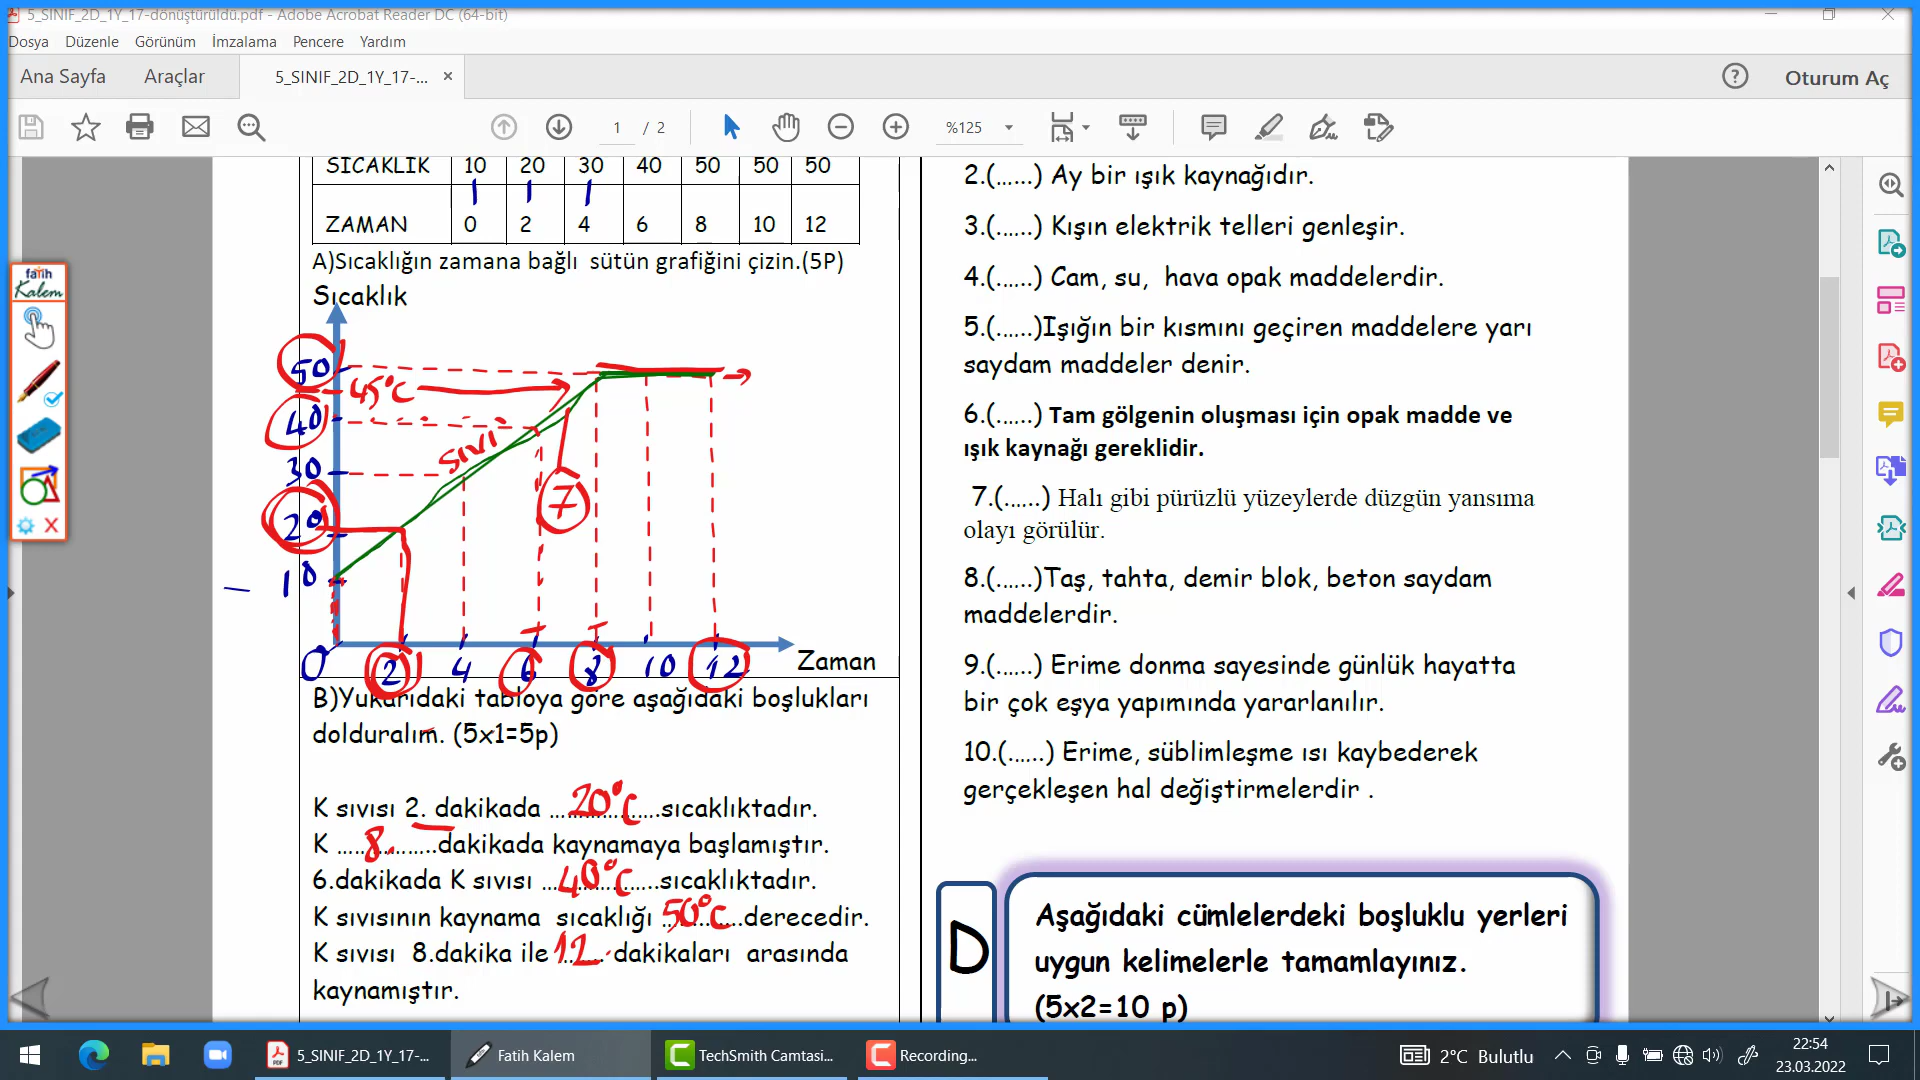 5_SINIF_2D_1Y_17-dönüştürüldü.pdf - Adobe Acrobat Reader DC (64-bit)
Dosya Düzenle Görünüm İmzalama Pencere Yardım
Ana Sayfa Araçlar 5_SINIF_2D_1Y_17-... × Oturum Aç
1 / 2 %125
SICAKLIK 10 20 30 40 50 50 50
ZAMAN 0 2 4 6 8 10 12
A)Sıcaklığın zamana bağlı sütün grafiğini çizin.(5P)
Sıcaklık
50
45°C
40
sıvı
30
7
20
10
0 2 4 6 8 10 12 Zaman
B)Yukarıdaki tabloya göre aşağıdaki boşlukları
dolduralım. (5x1=5p)
K sıvısı 2. dakikada ...20°C...sıcaklıktadır.
K ...8....dakikada kaynamaya başlamıştır.
6.dakikada K sıvısı ...40°C...sıcaklıktadır.
K sıvısının kaynama sıcaklığı 50°C...derecedir.
K sıvısı 8.dakika ile 12... dakikaları arasında
kaynamıştır.
2.(......) Ay bir ışık kaynağıdır.
3.(......) Kışın elektrik telleri genleşir.
4.(......) Cam, su, hava opak maddelerdir.
5.(......)Işığın bir kısmını geçiren maddelere yarı
saydam maddeler denir.
6.(......) Tam gölgenin oluşması için opak madde ve
ışık kaynağı gereklidir.
7.(......) Halı gibi pürüzlü yüzeylerde düzgün yansıma
olayı görülür.
8.(......)Taş, tahta, demir blok, beton saydam
maddelerdir.
9.(......) Erime donma sayesinde günlük hayatta
bir çok eşya yapımında yararlanılır.
10.(......) Erime, süblimleşme ısı kaybederek
gerçekleşen hal değiştirmelerdir .
D
Aşağıdaki cümlelerdeki boşluklu yerleri
uygun kelimelerle tamamlayınız.
(5x2=10 p)
fatih
Kalem
5_SINIF_2D_1Y_17-... Fatih Kalem TechSmith Camtasi... Recording... 2°C Bulutlu 22:54
23.03.2022